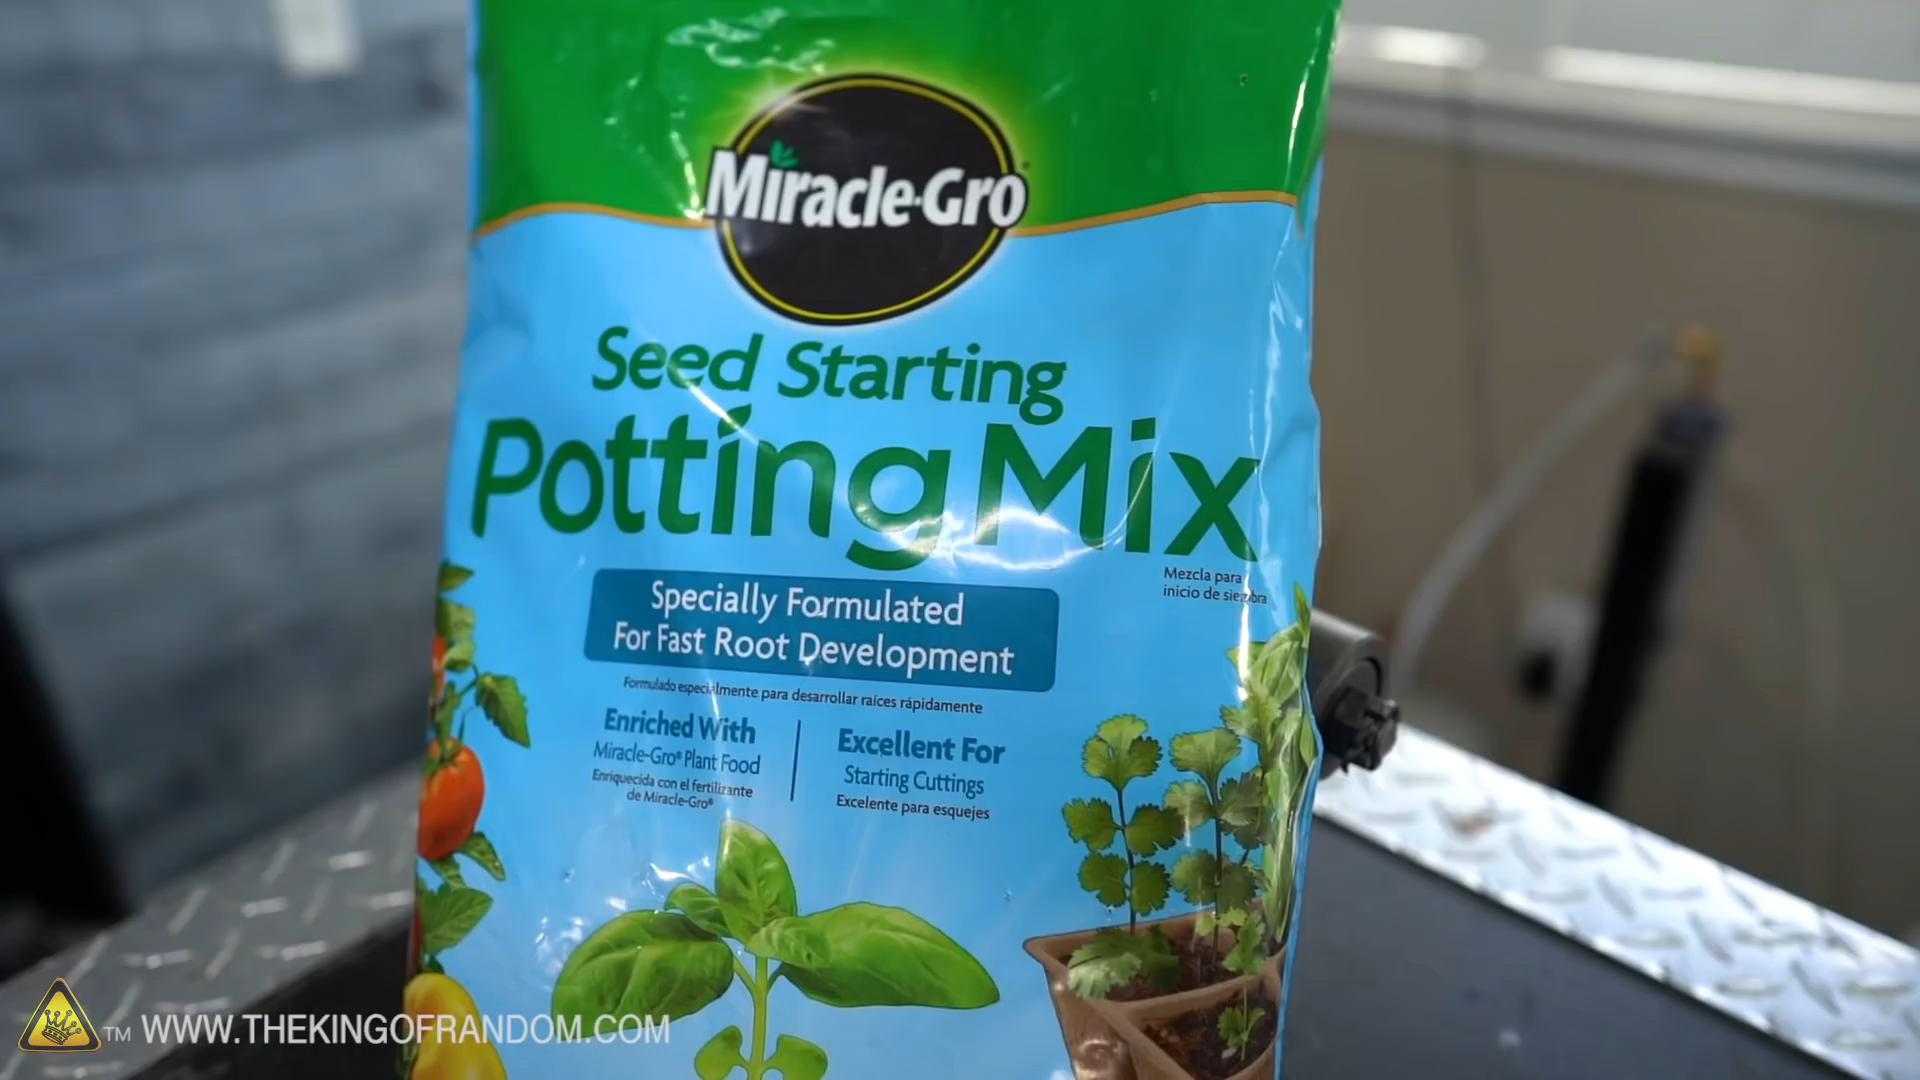 Miracle-Gro
Seed Starting
Potting Mix
Mezcla para
inicio de siembra
Specially Formulated
For Fast Root Development
Formulado especialmente para desarrollar raíces rápidamente
Enriched With
Miracle-Gro® Plant Food
Enriquecida con el fertilizante
de Miracle-Gro®
Excellent For
Starting Cuttings
Excelente para esquejes
TM WWW.THEKINGOFRANDOM.COM